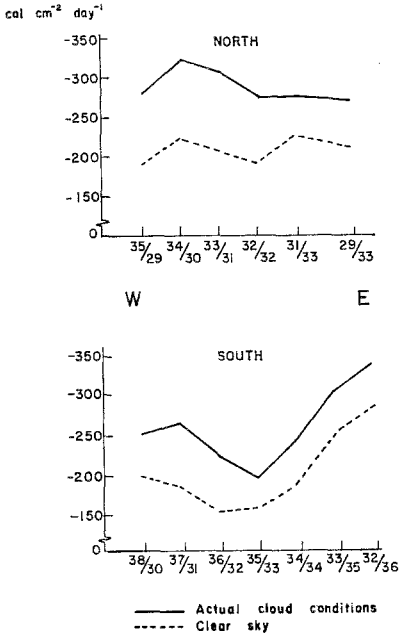 cal cm⁻² day⁻¹
NORTH
-350
-300
-250
-200
-150
0
35/29 34/30 33/31 32/32 31/33 29/33
W E
SOUTH
-350
-300
-250
-200
-150
0
38/30 37/31 36/32 35/33 34/34 33/35 32/36
Actual cloud conditions
Clear sky